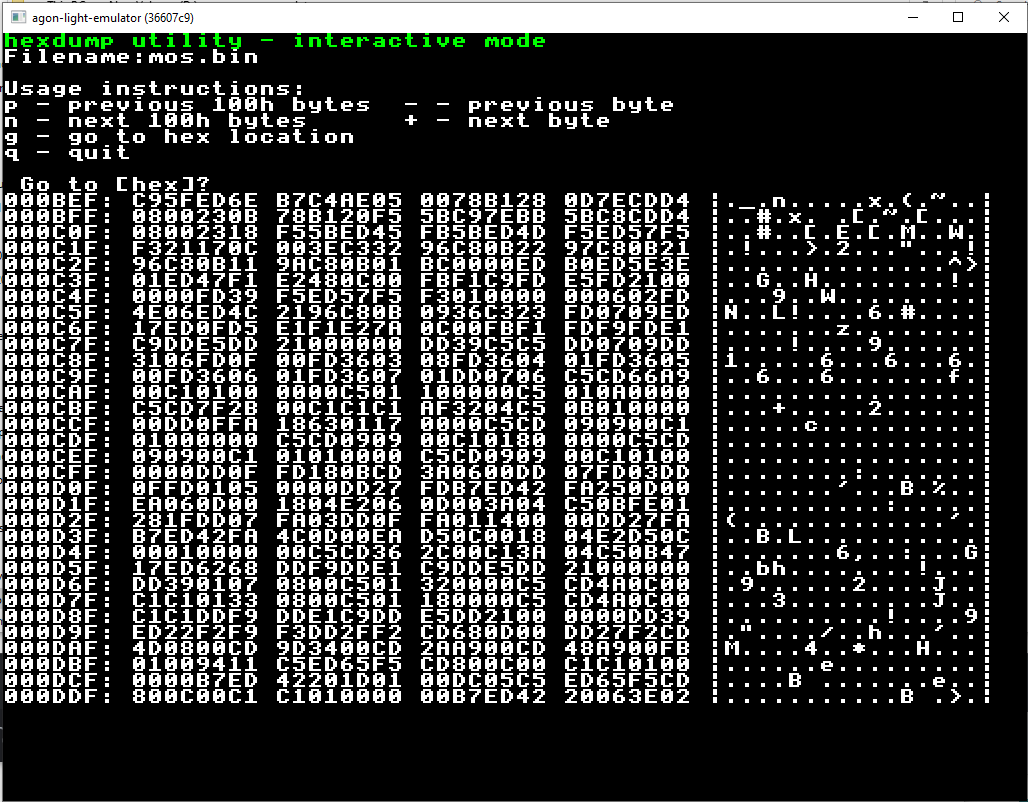 agon-light-emulator (36607c9)
hexdump utility - interactive mode
Filename:mos.bin
Usage instructions:
p - previous 100h bytes  - - previous byte
n - next 100h bytes      + - next byte
g - go to hex location
q - quit
Go to [hex]?
000BEF: C95FED6E B7C4AE05 0078B128 0D7ECDD4 |._.n.....x.(.~..|
000BFF: 0800230B 78B120F5 5BC97EBB 5BC8CDD4 |..#.x. .[.~.[...|
000C0F: 08002318 F55BED45 FB5BED4D F5ED57F5 |..#..[.E.[.M..W.|
000C1F: F321170C 003EC332 96C80B22 97C80B21 |.!...>.2..."...!|
000C2F: 96C80B11 9AC80B01 BC0000ED B0ED5E3E |..............^>|
000C3F: 01ED47F1 E2480C00 FBF1C9FD E5FD2100 |..G..H........!.|
000C4F: 0000FD39 F5ED57F5 F3010000 000602FD |...9..W.........|
000C5F: 4E06ED4C 2196C80B 0936C323 FD0709ED |N..L!....6.#....|
000C6F: 17ED0FD5 E1F1E27A 0C00FBF1 FDF9FDE1 |.......z........|
000C7F: C9DDE5DD 21000000 DD39C5C5 DD0709DD |....!....9......|
000C8F: 3106FD0F 00FD3603 08FD3604 01FD3605 |1.....6...6...6.|
000C9F: 00FD3606 01FD3607 01DD0706 C5CD66A9 |..6...6.......f.|
000CAF: 00C10100 0000C501 100000C5 010A0000 |................|
000CBF: C5CD7F2B 00C1C1C1 AF3204C5 0B010000 |...+.....2......|
000CCF: 00DD0FFA 18630117 0000C5CD 090900C1 |.....c..........|
000CDF: 01000000 C5CD0909 00C10180 0000C5CD |................|
000CEF: 090900C1 01010000 C5CD0909 00C10100 |................|
000CFF: 0000DD0F FD180BCD 3A0600DD 07FD03DD |........:.......|
000D0F: 0FFD0105 0000DD27 FDB7ED42 FA250D00 |.......'...B.%..|
000D1F: EA060D00 1804E206 0D003A04 C50BFE01 |..........:.....|
000D2F: 281FDD07 FA03DD0F FA011400 00DD27FA |(.............'.|
000D3F: B7ED42FA 4C0D00EA D50C0018 04E2D50C |..B.L...........|
000D4F: 00010000 00C5CD36 2C00C13A 04C50B47 |.......6,..:...G|
000D5F: 17ED6268 DDF9DDE1 C9DDE5DD 21000000 |..bh........!...|
000D6F: DD390107 0800C501 320000C5 CD4A0C00 |.9......2....J..|
000D7F: C1C10133 0800C501 180000C5 CD4A0C00 |...3.........J..|
000D8F: C1C1DDF9 DDE1C9DD E5DD2100 0000DD39 |..........!....9|
000D9F: ED22F2F9 F3DD2FF2 CD680D00 DD27F2CD |."..../..h...'..|
000DAF: 4D0800CD 9D3400CD 2AA900CD 48A900FB |M....4..*...H...|
000DBF: 01009411 C5ED65F5 CD800C00 C1C10100 |......e.........|
000DCF: 0000B7ED 42201D01 00DC05C5 ED65F5CD |....B .......e..|
000DDF: 800C00C1 C1010000 00B7ED42 20063E02 |...........B .>.|